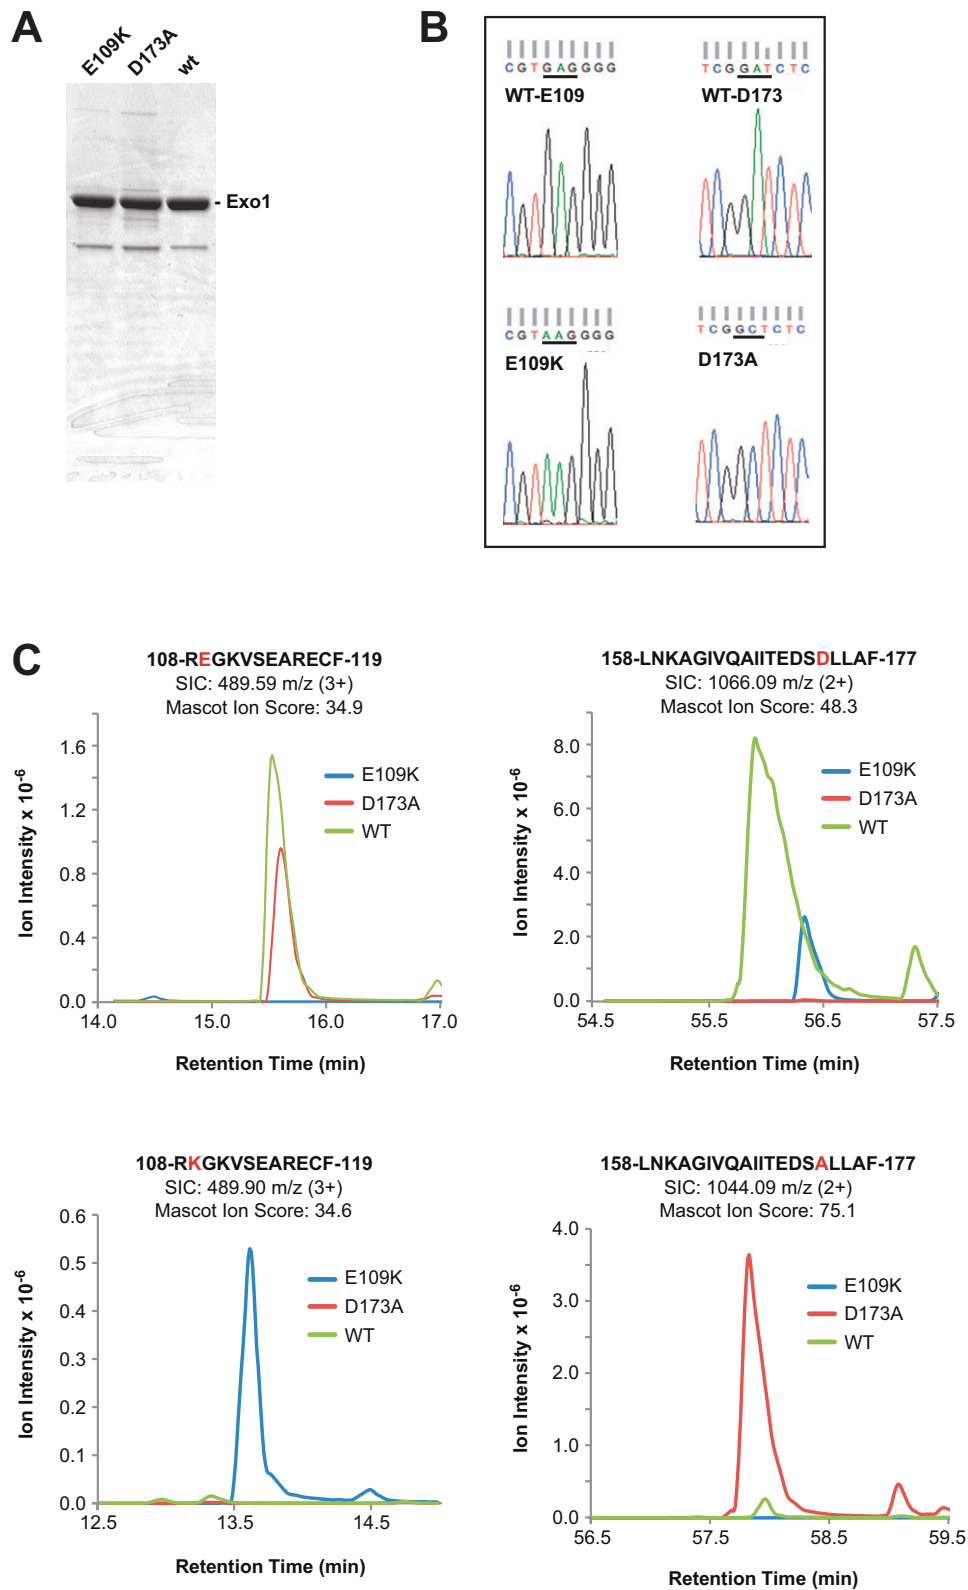 A
E109K
D173A
wt
- Exo1
B
CGTGAGGGG
WT-E109
TCGGATCTC
WT-D173
CGTAAGGGG
E109K
TCGGCTCTC
D173A
C
108-REGKVSEARECF-119
SIC: 489.59 m/z (3+)
Mascot Ion Score: 34.9
Ion Intensity x 10-6
1.6
1.2
0.8
0.4
0.0
E109K
D173A
WT
14.0 15.0 16.0 17.0
Retention Time (min)
158-LNKAGIVQAIITEDSDLLAF-177
SIC: 1066.09 m/z (2+)
Mascot Ion Score: 48.3
Ion Intensity x 10-6
8.0
6.0
4.0
2.0
0.0
E109K
D173A
WT
54.5 55.5 56.5 57.5
Retention Time (min)
108-RKGKVSEARECF-119
SIC: 489.90 m/z (3+)
Mascot Ion Score: 34.6
Ion Intensity x 10-6
0.6
0.5
0.4
0.3
0.2
0.1
0.0
E109K
D173A
WT
12.5 13.5 14.5
Retention Time (min)
158-LNKAGIVQAIITEDSALLAF-177
SIC: 1044.09 m/z (2+)
Mascot Ion Score: 75.1
Ion Intensity x 10-6
4.0
3.0
2.0
1.0
0.0
E109K
D173A
WT
56.5 57.5 58.5 59.5
Retention Time (min)